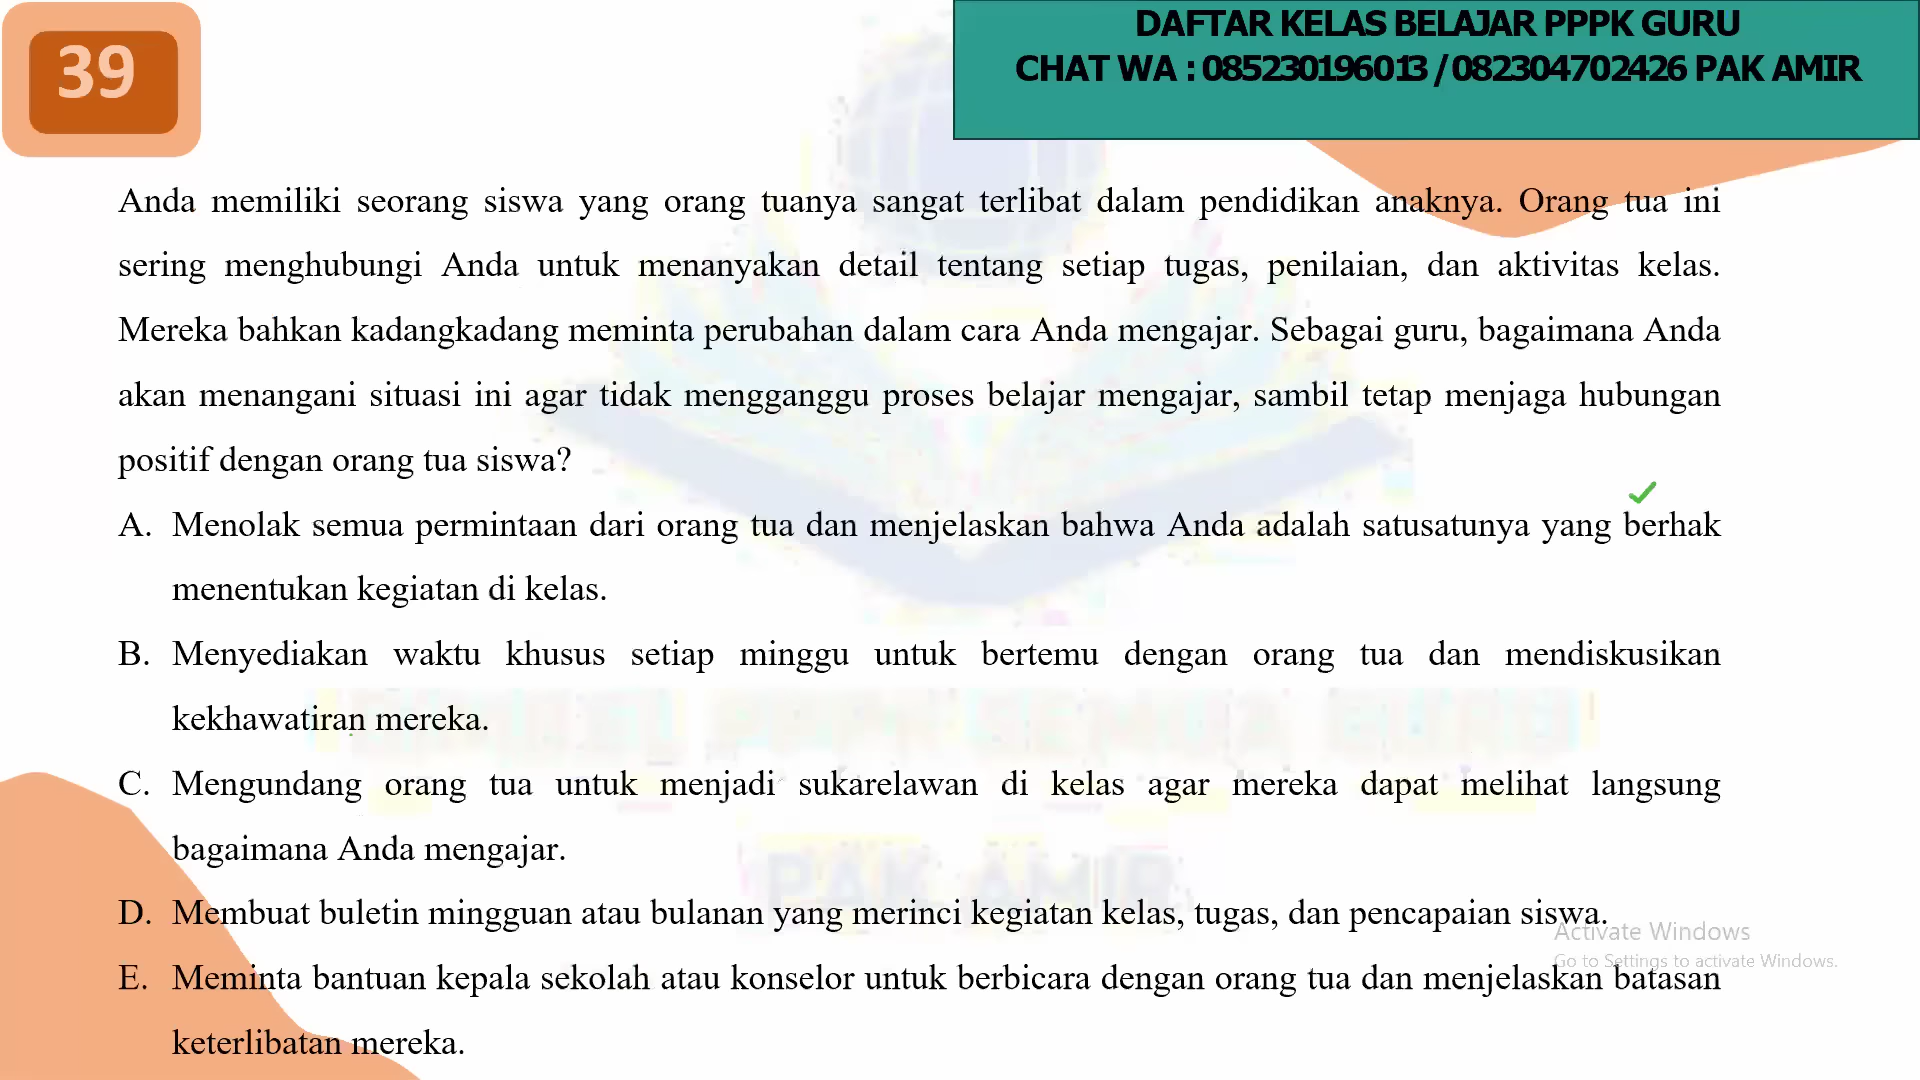 39
DAFTAR KELAS BELAJAR PPPK GURU
CHAT WA : 085230196013 / 082304702426 PAK AMIR
Anda memiliki seorang siswa yang orang tuanya sangat terlibat dalam pendidikan anaknya. Orang tua ini
sering menghubungi Anda untuk menanyakan detail tentang setiap tugas, penilaian, dan aktivitas kelas.
Mereka bahkan kadangkadang meminta perubahan dalam cara Anda mengajar. Sebagai guru, bagaimana Anda
akan menangani situasi ini agar tidak mengganggu proses belajar mengajar, sambil tetap menjaga hubungan
positif dengan orang tua siswa?
A. Menolak semua permintaan dari orang tua dan menjelaskan bahwa Anda adalah satusatunya yang berhak
menentukan kegiatan di kelas.
B. Menyediakan waktu khusus setiap minggu untuk bertemu dengan orang tua dan mendiskusikan
kekhawatiran mereka.
C. Mengundang orang tua untuk menjadi sukarelawan di kelas agar mereka dapat melihat langsung
bagaimana Anda mengajar.
D. Membuat buletin mingguan atau bulanan yang merinci kegiatan kelas, tugas, dan pencapaian siswa.
E. Meminta bantuan kepala sekolah atau konselor untuk berbicara dengan orang tua dan menjelaskan batasan
keterlibatan mereka.
PAK AMIR
Activate Windows
Go to Settings to activate Windows.